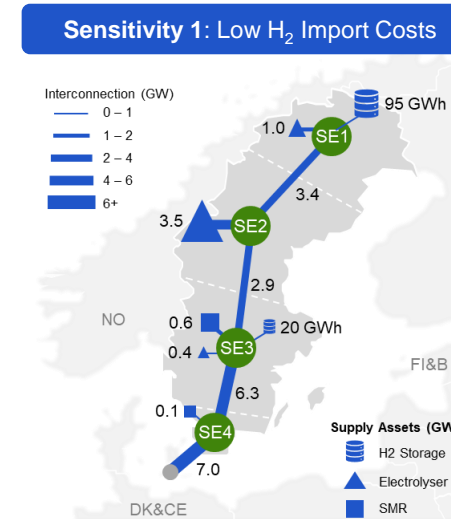 Sensitivity 1: Low H₂ Import Costs
Interconnection (GW)
0 – 1
1 – 2
2 – 4
4 – 6
6+
95 GWh
1.0
SE1
3.4
3.5
SE2
2.9
NO
0.6
20 GWh
0.4
SE3
FI&B
6.3
0.1
SE4
7.0
DK&CE
Supply Assets (GW
H2 Storage
Electrolyser
SMR